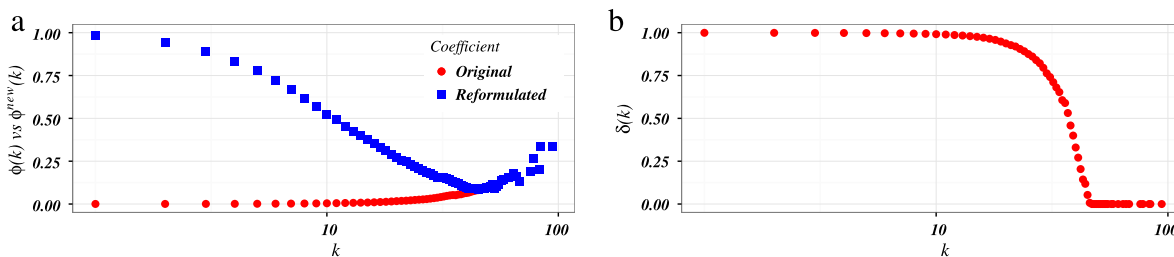 a
ϕ(k) vs ϕ^new(k)
1.00
0.75
0.50
0.25
0.00
Coefficient
Original
Reformulated
10
100
k
b
δ(k)
1.00
0.75
0.50
0.25
0.00
10
100
k